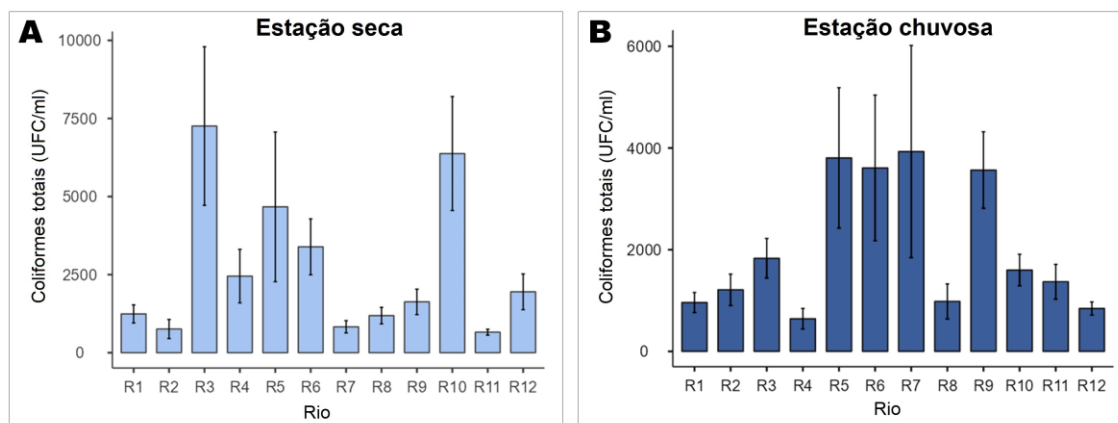 A
Estação seca
Coliformes totais (UFC/ml)
10000
7500
5000
2500
0
R1 R2 R3 R4 R5 R6 R7 R8 R9 R10 R11 R12
Rio
B
Estação chuvosa
Coliformes totais (UFC/ml)
6000
4000
2000
0
R1 R2 R3 R4 R5 R6 R7 R8 R9 R10 R11 R12
Rio